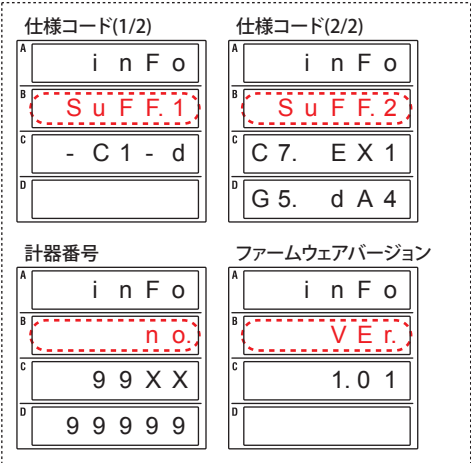 仕様コード(1/2)
A i n F o
B S u F F. 1
C - C 1 - d
D
仕様コード(2/2)
A i n F o
B S u F F. 2
C C 7. E X 1
D G 5. d A 4
計器番号
A i n F o
B n o.
C 9 9 X X
D 9 9 9 9 9
ファームウェアバージョン
A i n F o
B V E r.
C 1. 0 1
D